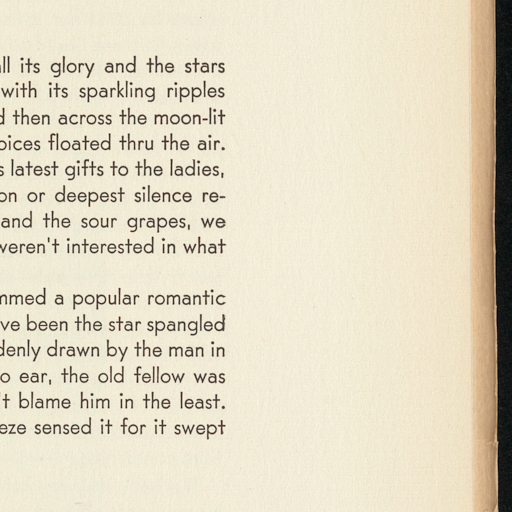 ll its glory and the stars
with its sparkling ripples
d then across the moon-lit
oices floated thru the air.
s latest gifts to the ladies,
on or deepest silence re-
and the sour grapes, we
weren't interested in what
mmed a popular romantic
ve been the star spangled
denly drawn by the man in
o ear, the old fellow was
't blame him in the least.
eze sensed it for it swept